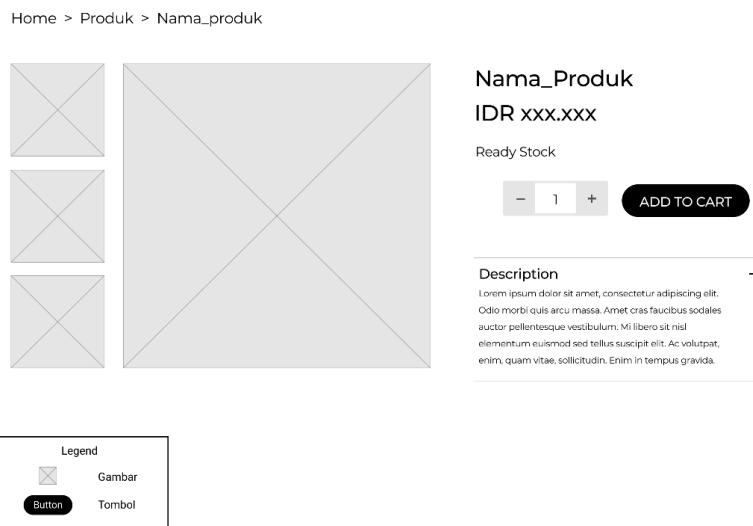 Home > Produk > Nama_produk
Nama_Produk
IDR xxx.xxx
Ready Stock
− 1 + ADD TO CART
Description −
Lorem ipsum dolor sit amet, consectetur adipiscing elit.
Odio morbi quis arcu massa. Amet cras faucibus sodales
auctor pellentesque vestibulum. Mi libero sit nisl
elementum euismod sed tellus suscipit elit. Ac volutpat,
enim, quam vitae, sollicitudin. Enim in tempus gravida.
Legend
Gambar
Button Tombol